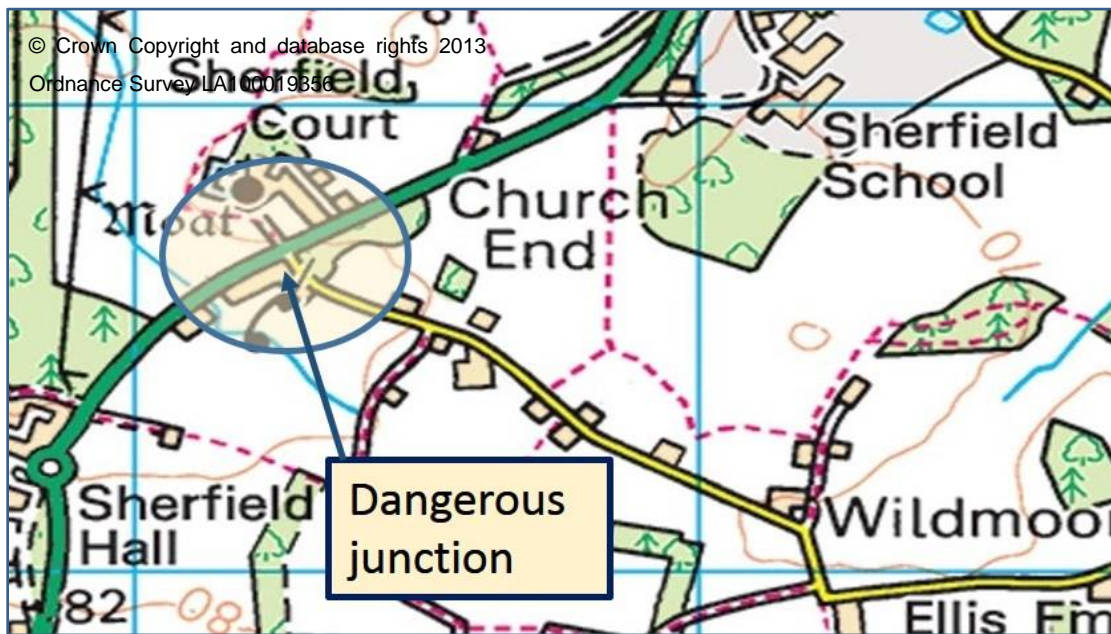 © Crown Copyright and database rights 2013
Ordnance Survey LA100019356
Sherfield
Court
Moat
Church
End
Sherfield
School
Dangerous
junction
Sherfield
Hall
82
80
Wildmoor
Ellis Fm